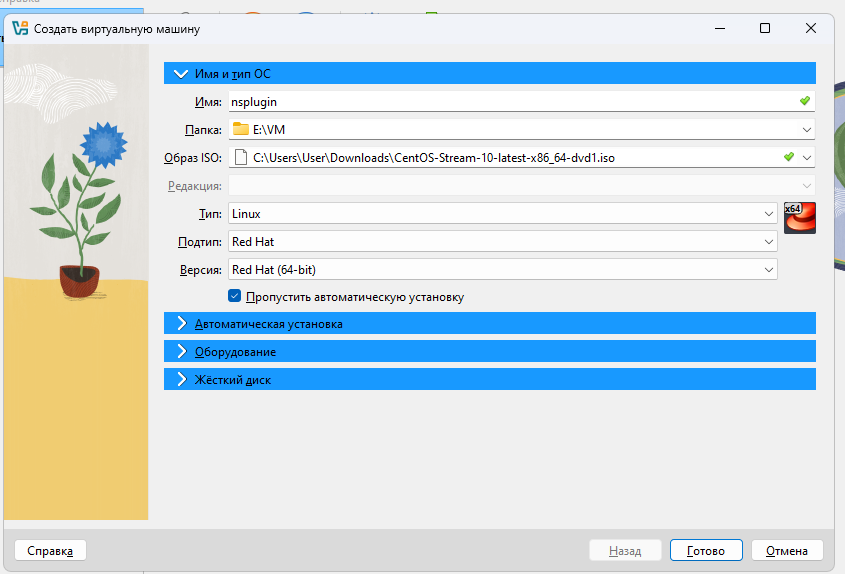 Создать виртуальную машину
Имя и тип ОС
Имя: nsplugin
Папка: E:\VM
Образ ISO: C:\Users\User\Downloads\CentOS-Stream-10-latest-x86_64-dvd1.iso
Редакция:
Тип: Linux
x64
Подтип: Red Hat
Версия: Red Hat (64-bit)
Пропустить автоматическую установку
Автоматическая установка
Оборудование
Жёсткий диск
Справка Назад Готово Отмена